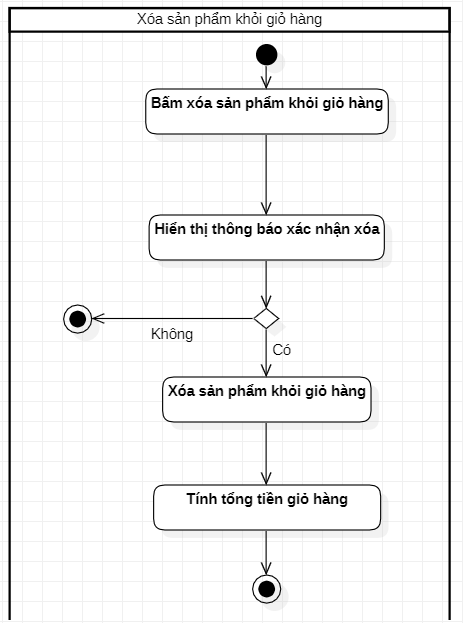 Xóa sản phẩm khỏi giỏ hàng
Bấm xóa sản phẩm khỏi giỏ hàng
Hiển thị thông báo xác nhận xóa
Không
Có
Xóa sản phẩm khỏi giỏ hàng
Tính tổng tiền giỏ hàng